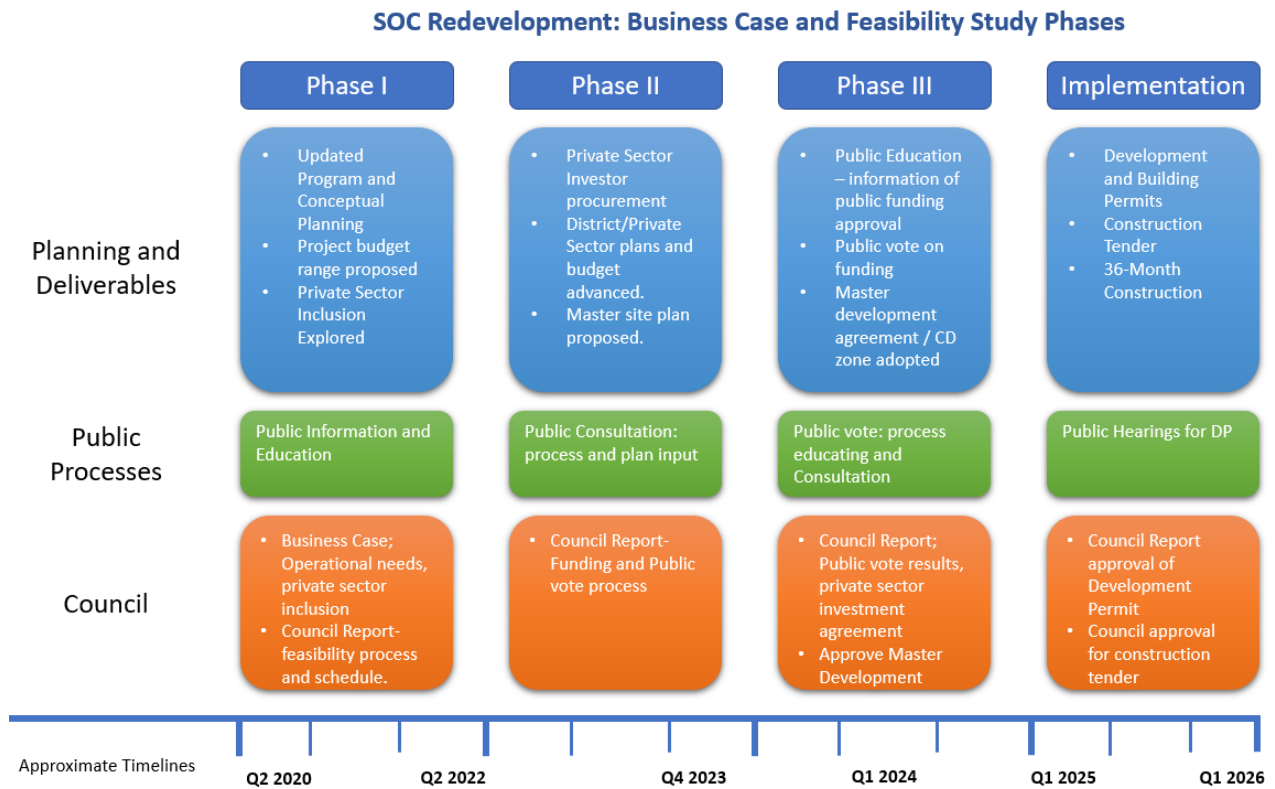 SOC Redevelopment: Business Case and Feasibility Study Phases
Phase I
Phase II
Phase III
Implementation
Planning and
Deliverables
• Updated
Program and
Conceptual
Planning
• Project budget
range proposed
• Private Sector
Inclusion
Explored
• Private Sector
Investor
procurement
• District/Private
Sector plans and
budget
advanced.
• Master site plan
proposed.
• Public Education
– information of
public funding
approval
• Public vote on
funding
• Master
development
agreement / CD
zone adopted
• Development
and Building
Permits
• Construction
Tender
• 36-Month
Construction
Public
Processes
Public Information and
Education
Public Consultation:
process and plan input
Public vote: process
educating and
Consultation
Public Hearings for DP
Council
• Business Case;
Operational needs,
private sector
inclusion
• Council Report-
feasibility process
and schedule.
• Council Report-
Funding and Public
vote process
• Council Report;
Public vote results,
private sector
investment
agreement
• Approve Master
Development
• Council Report
approval of
Development
Permit
• Council approval
for construction
tender
Approximate Timelines
Q2 2020
Q2 2022
Q4 2023
Q1 2024
Q1 2025
Q1 2026